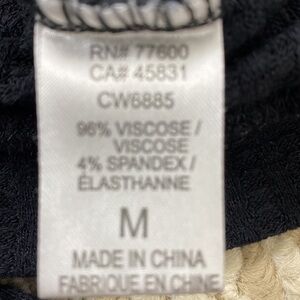 RN# 77600
CA# 45831
CW6885
96% VISCOSE /
VISCOSE
4% SPANDEX /
ÉLASTHANNE
M
MADE IN CHINA
FABRIQUE EN CHINE